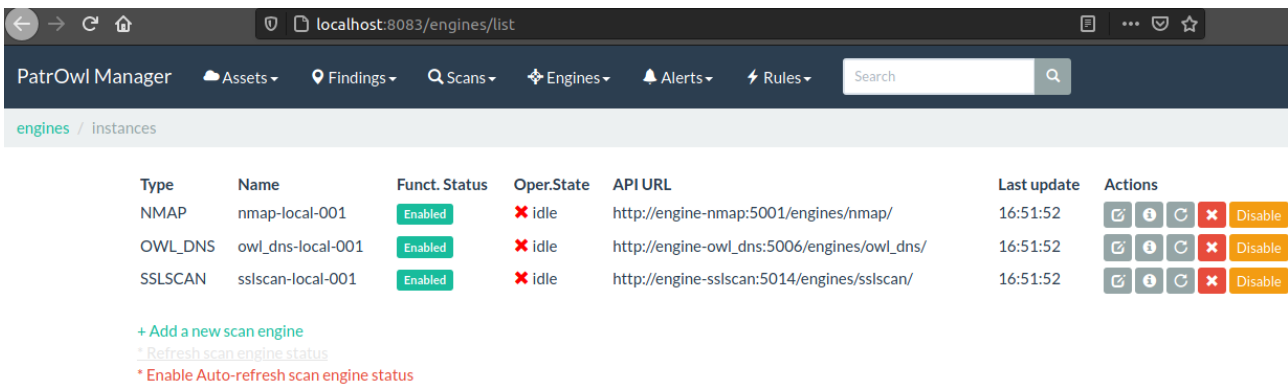 localhost:8083/engines/list
PatrOwl Manager Assets Findings Scans Engines Alerts Rules Search
engines / instances
Type Name Funct. Status Oper.State API URL Last update Actions
NMAP nmap-local-001 Enabled idle http://engine-nmap:5001/engines/nmap/ 16:51:52 Disable
OWL_DNS owl_dns-local-001 Enabled idle http://engine-owl_dns:5006/engines/owl_dns/ 16:51:52 Disable
SSLSCAN sslscan-local-001 Enabled idle http://engine-sslscan:5014/engines/sslscan/ 16:51:52 Disable
+ Add a new scan engine
* Refresh scan engine status
* Enable Auto-refresh scan engine status